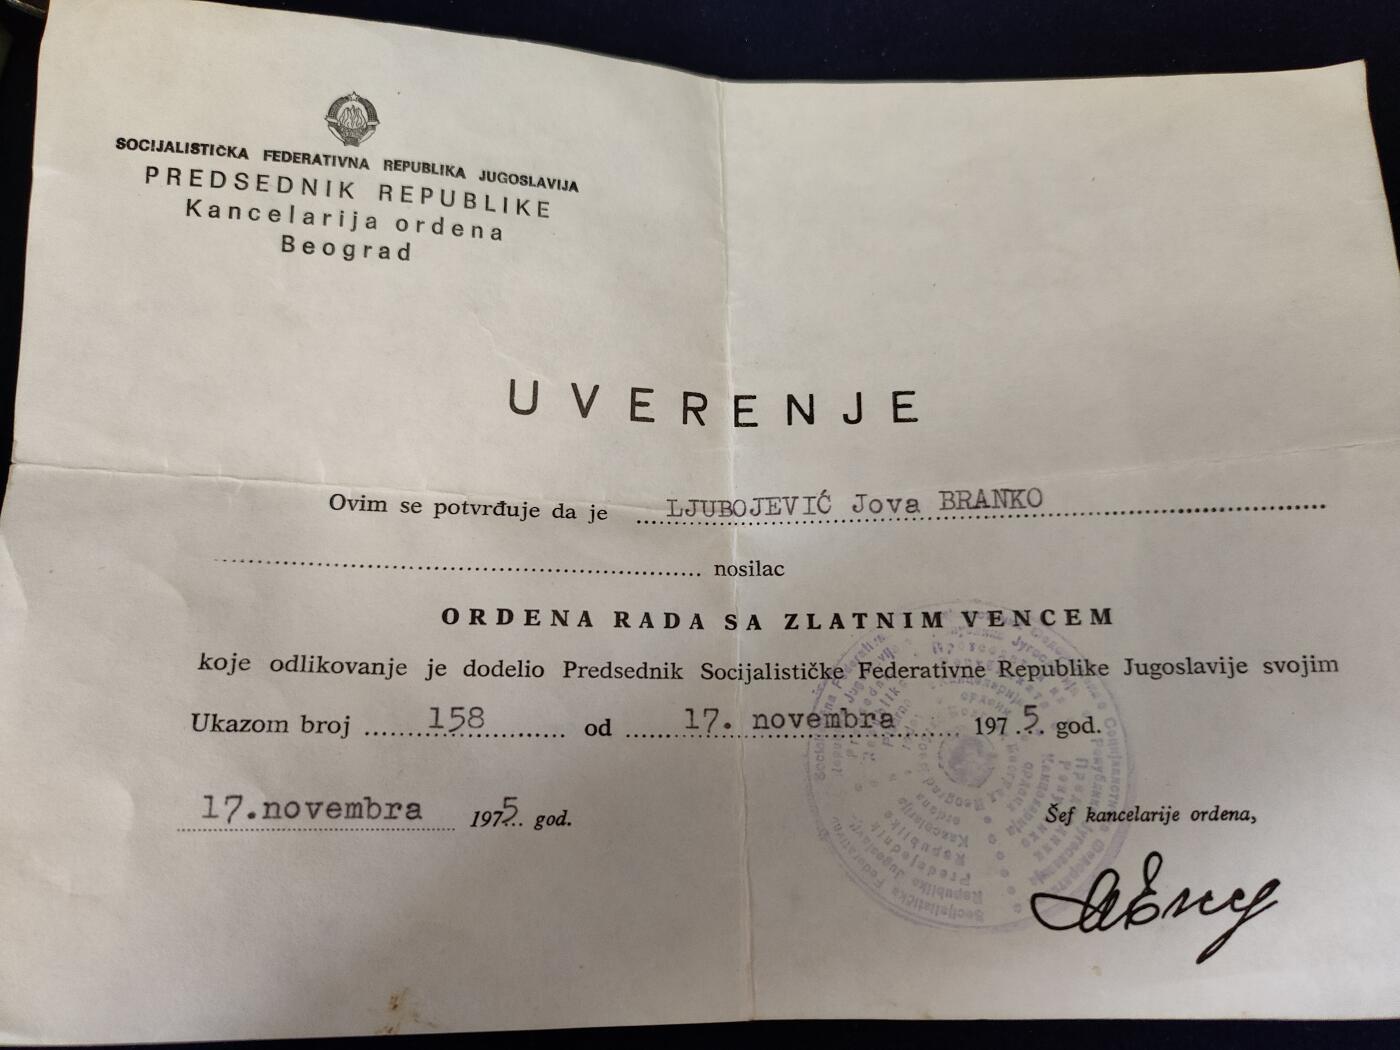 SOCIJALISTIČKA FEDERATIVNA REPUBLIKA JUGOSLAVIJA
PREDSEDNIK REPUBLIKE
Kancelarija ordena
Beograd
UVERENJE
Ovim se potvrđuje da je LJUBOJEVIĆ Jova BRANKO
nosilac
ORDENA RADA SA ZLATNIM VENCEM
koje odlikovanje je dodelio Predsednik Socijalističke Federativne Republike Jugoslavije svojim
Ukazom broj 158 od 17. novembra 1975. god.
17.novembra 1975. god.
Šef kancelarije ordena,